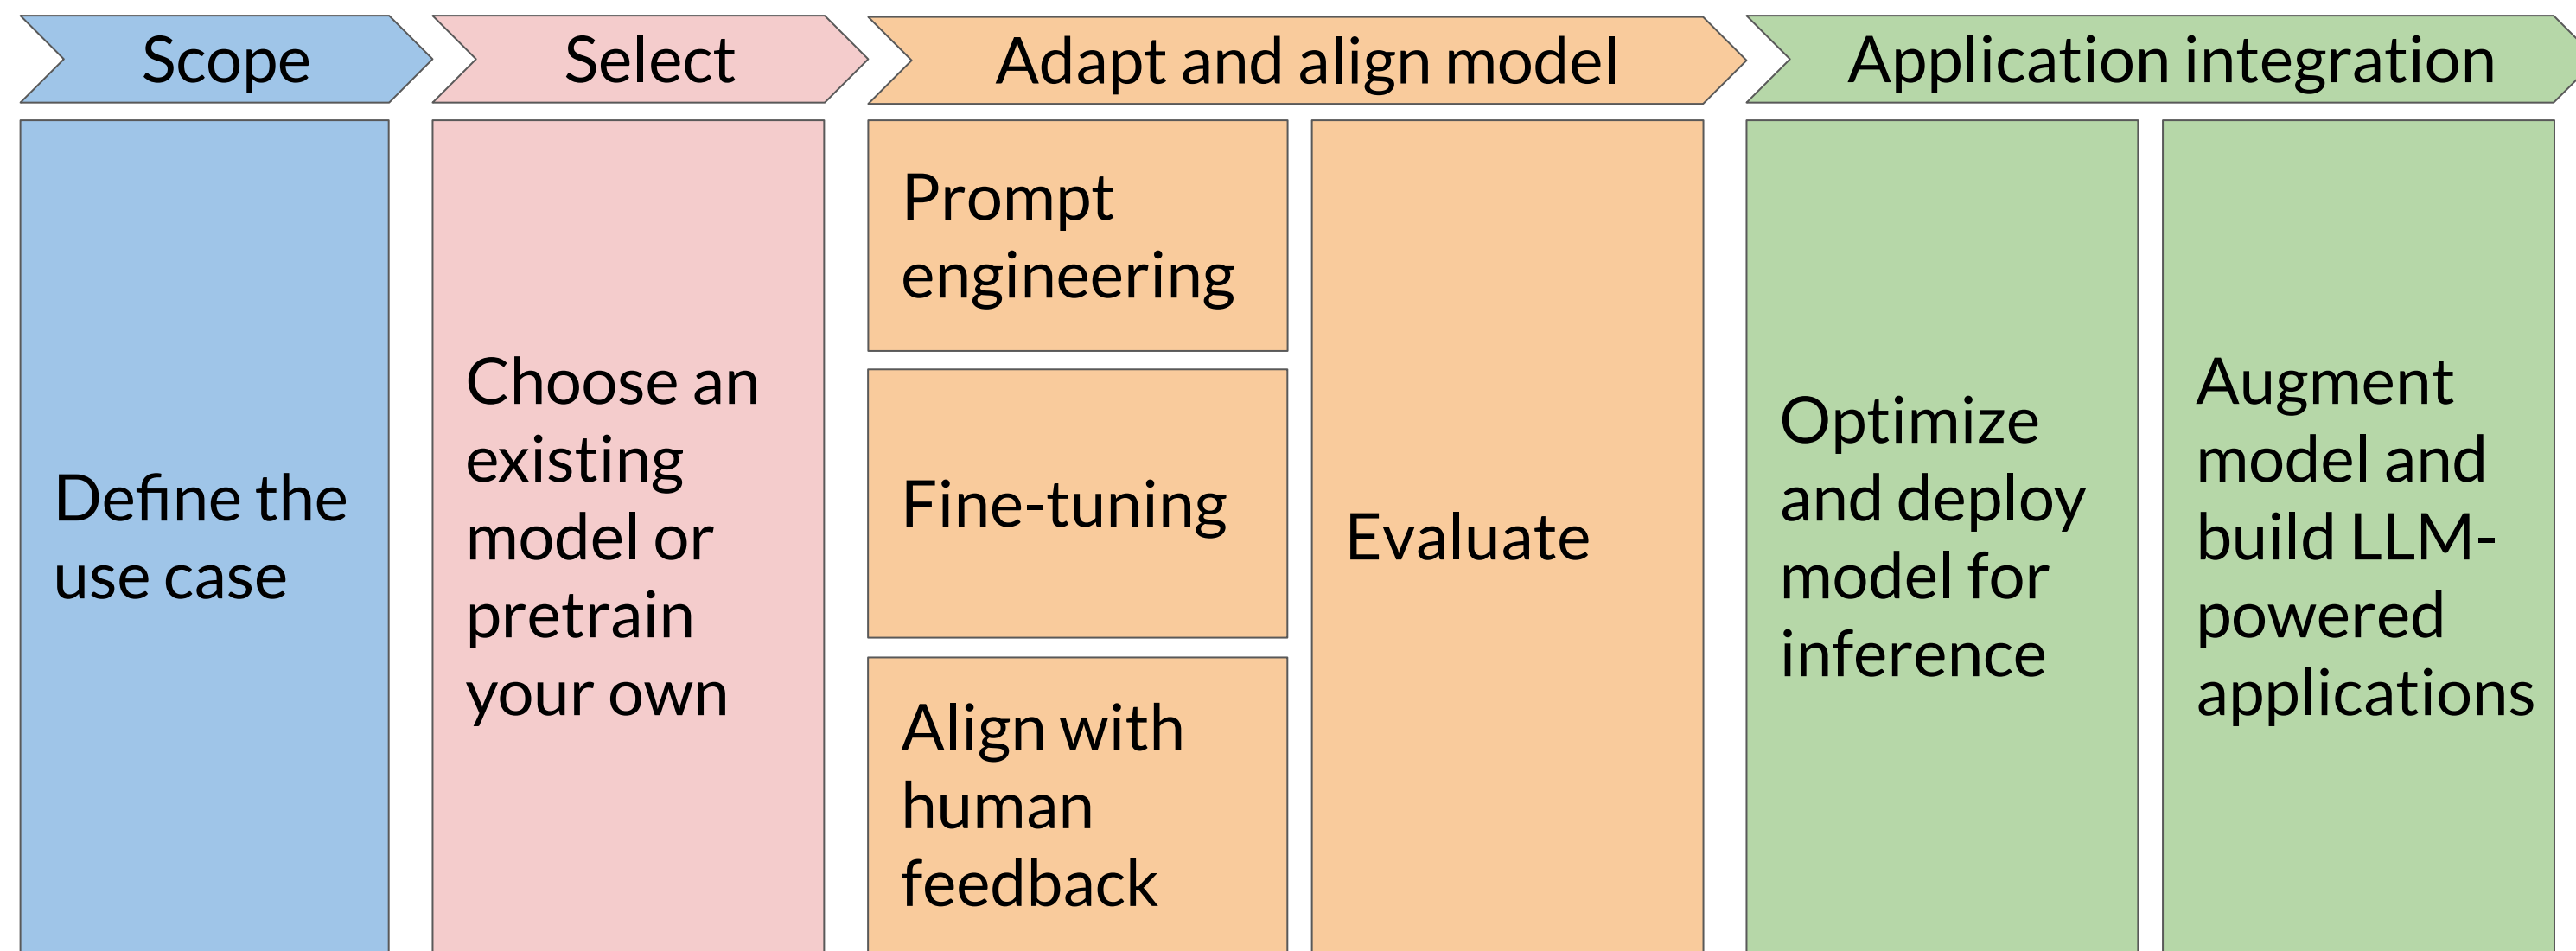 Scope
Select
Adapt and align model
Application integration
Define the
use case
Choose an
existing
model or
pretrain
your own
Prompt
engineering
Fine-tuning
Align with
human
feedback
Evaluate
Optimize
and deploy
model for
inference
Augment
model and
build LLM-
powered
applications